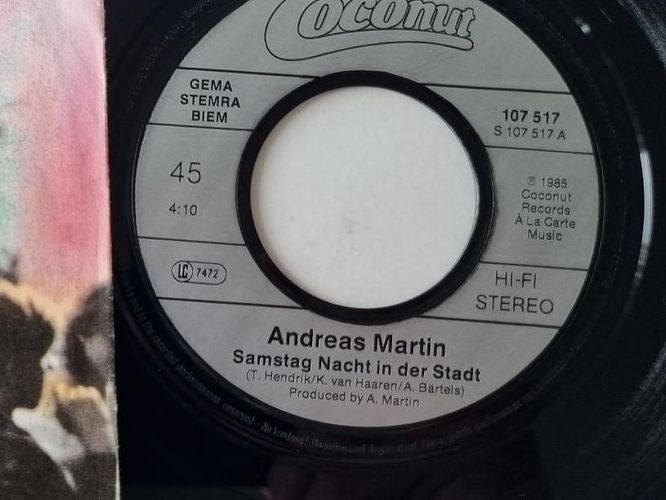 Coconut
GEMA
STEMRA
BIEM
107 517
S 107 517 A
45
4:10
℗ 1985
Coconut
Records
À La Carte
Music
LC 7472
HI-FI
STEREO
Andreas Martin
Samstag Nacht in der Stadt
(T. Hendrik/K. van Haaren/A. Bärtels)
Produced by A. Martin